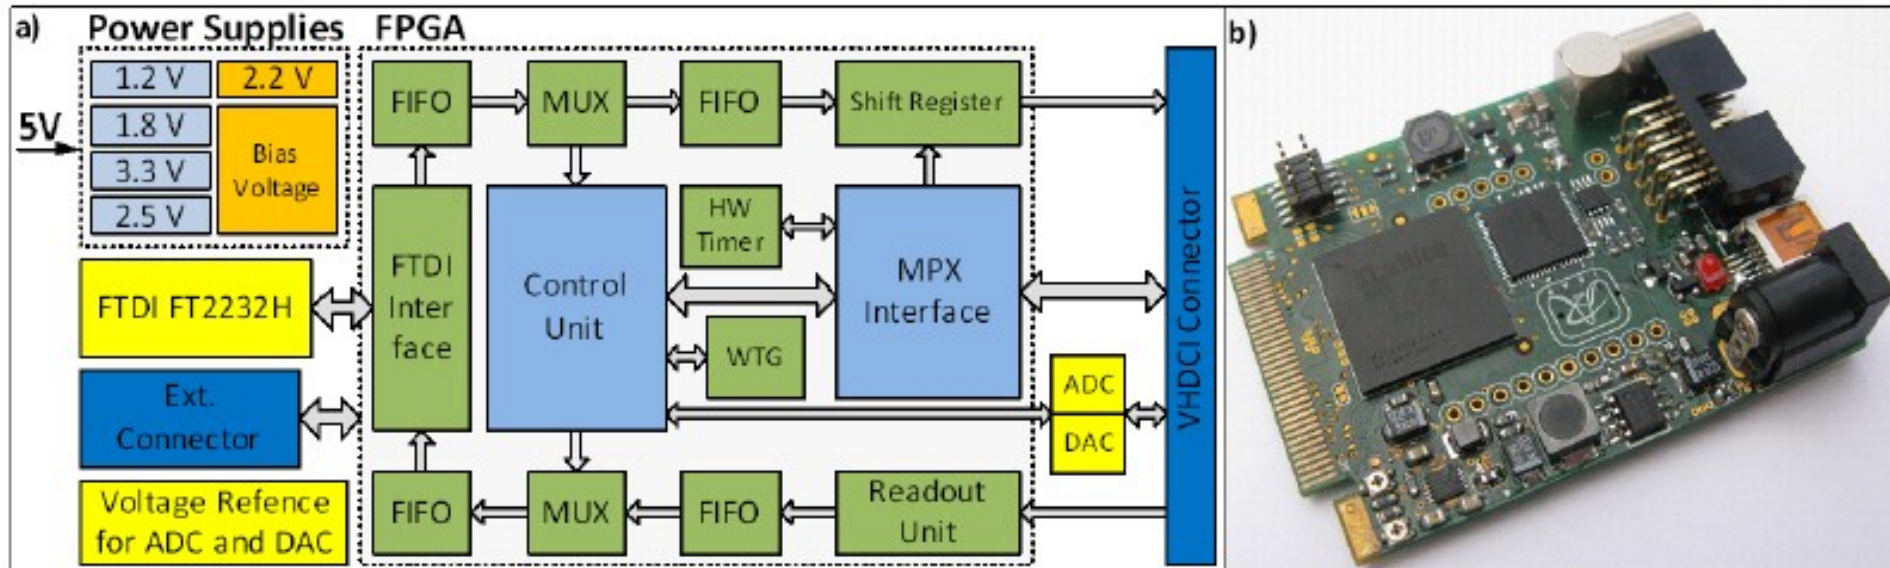 a)
Power Supplies
FPGA
b)
5V
1.2 V
2.2 V
1.8 V
3.3 V
2.5 V
Bias
Voltage
FIFO
MUX
FIFO
Shift Register
FTDI FT2232H
Ext.
Connector
Voltage Refence
for ADC and DAC
FTDI
Inter
face
Control
Unit
HW
Timer
WTG
MPX
Interface
ADC
DAC
FIFO
MUX
FIFO
Readout
Unit
VHDCI Connector
Lattice